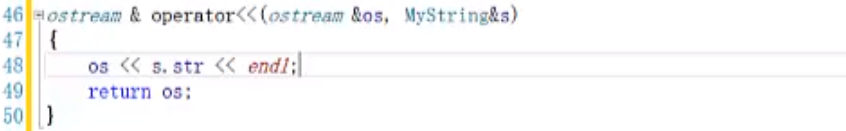 46 ostream & operator<<(ostream &os, MyString&s)
47 {
48 os << s.str << endl;
49 return os;
50 }